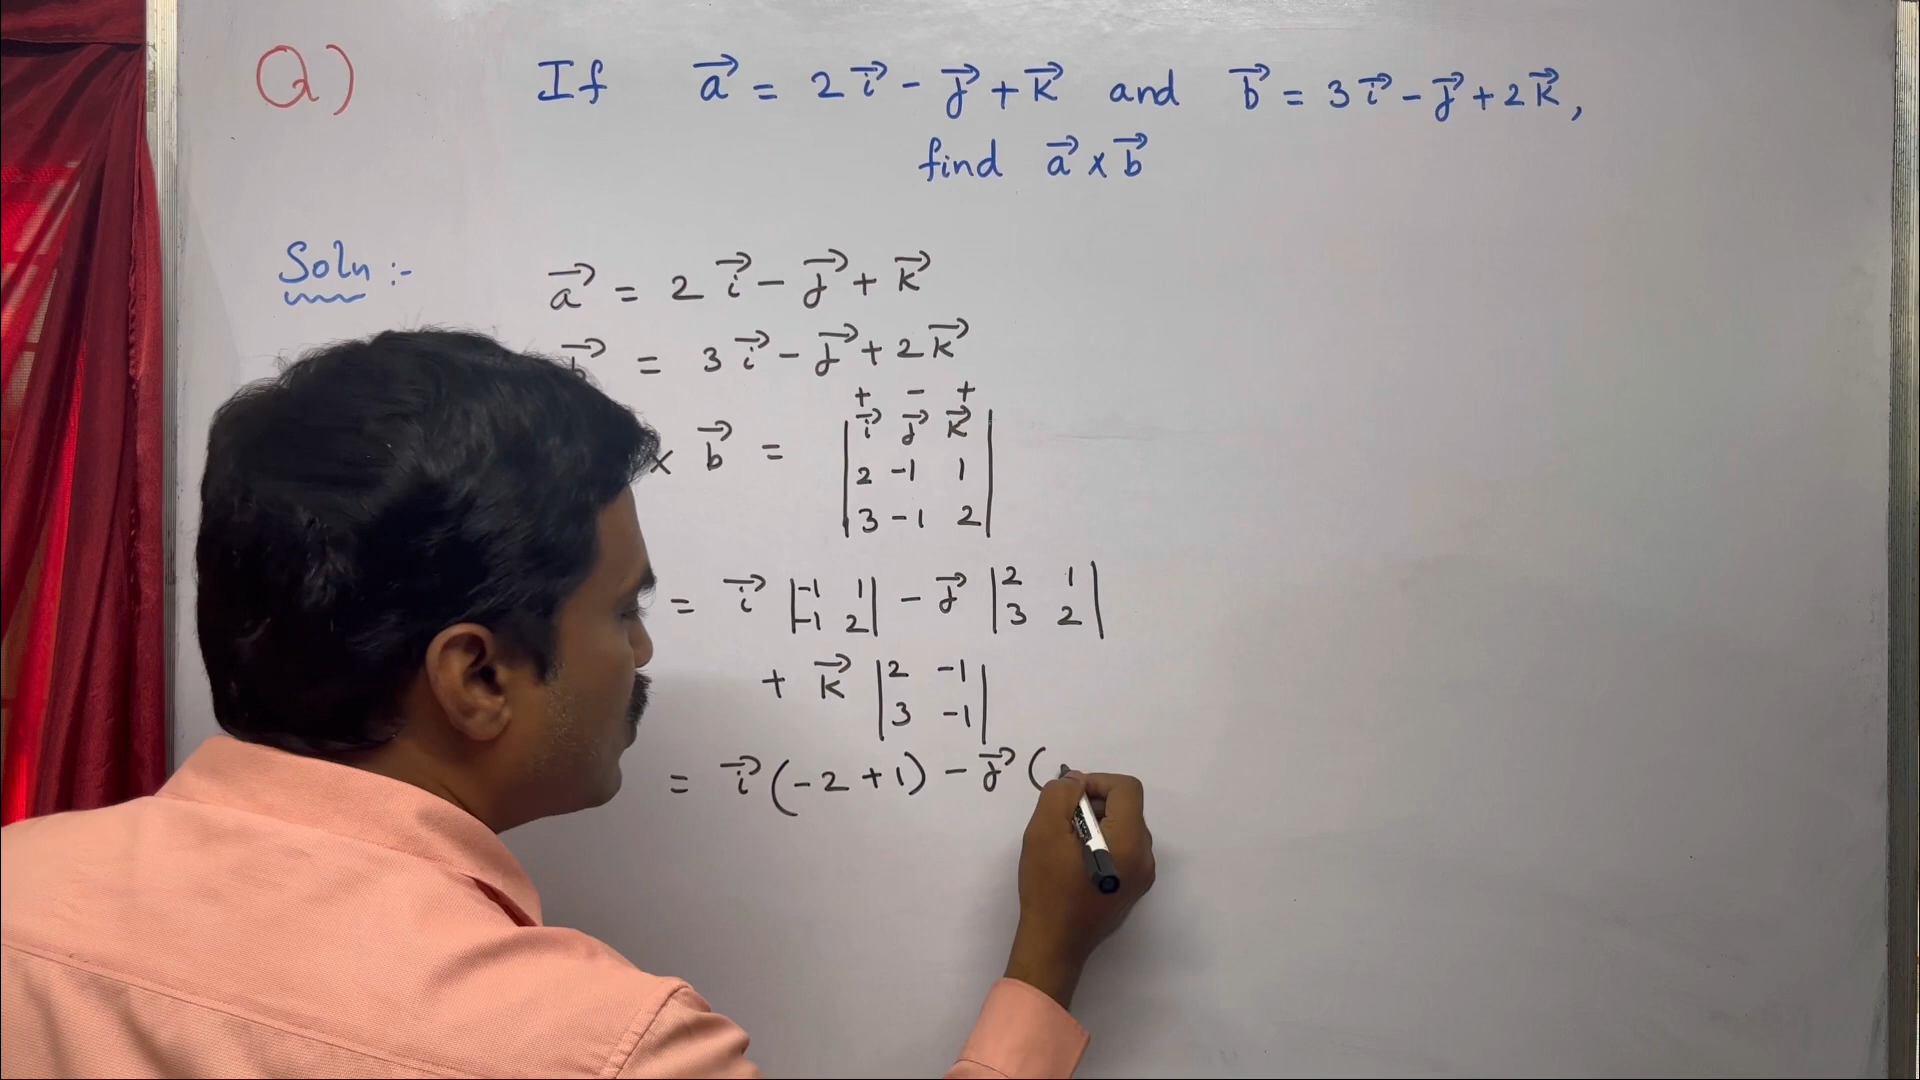 Q) If a⃗ = 2i⃗ - j⃗ + k⃗ and b⃗ = 3i⃗ - j⃗ + 2k⃗,
find a⃗ × b⃗
Soln :-
a⃗ = 2i⃗ - j⃗ + k⃗
b⃗ = 3i⃗ - j⃗ + 2k⃗
+ - +
× b⃗ = | i⃗ j⃗ k⃗ |
| 2 -1 1 |
| 3 -1 2 |
= i⃗ |-1 1| - j⃗ |2 1|
|-1 2| |3 2|
+ k⃗ |2 -1|
|3 -1|
= i⃗ (-2 + 1) - j⃗ (